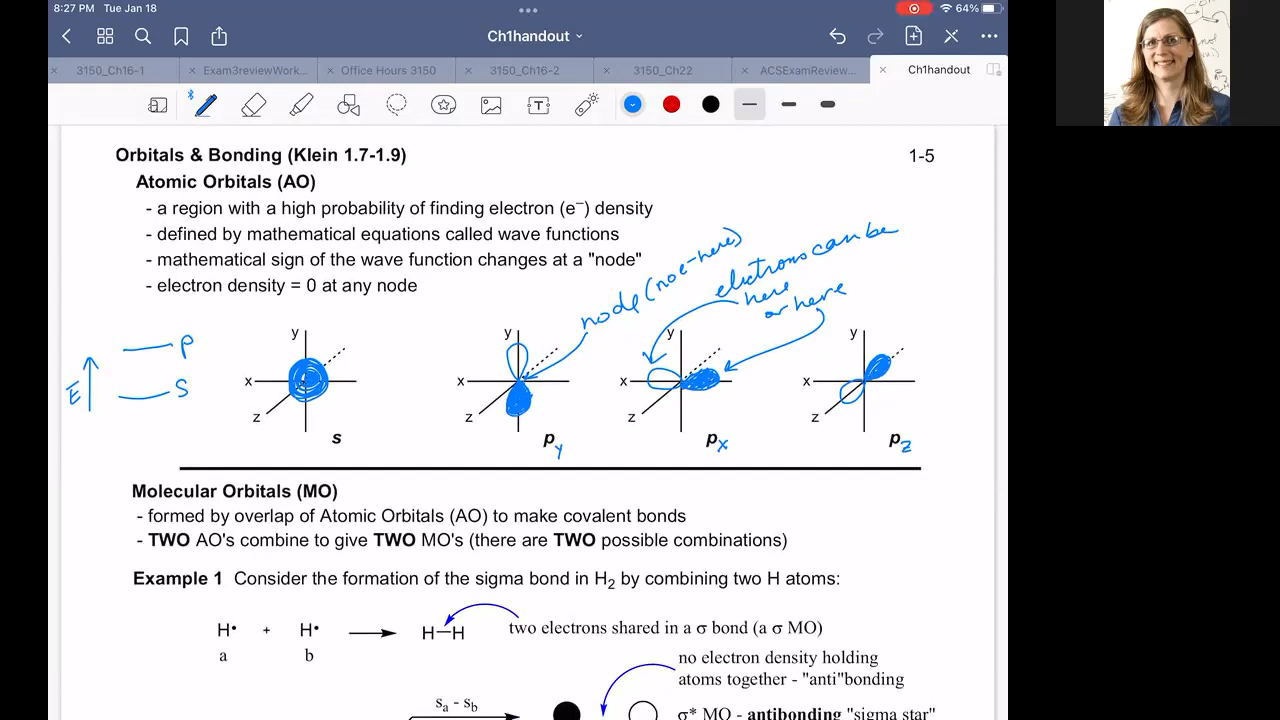 8:27 PM Tue Jan 18
64%
Ch1handout
3150_Ch16-1
Exam3reviewWork...
Office Hours 3150
3150_Ch16-2
3150_Ch22
ACSExamReview...
Ch1handout
Orbitals & Bonding (Klein 1.7-1.9)
1-5
Atomic Orbitals (AO)
- a region with a high probability of finding electron (e⁻) density
- defined by mathematical equations called wave functions
- mathematical sign of the wave function changes at a "node"
- electron density = 0 at any node
node (no e- here)
electrons can be
here
or here
E
p
s
y
x
z
s
y
x
z
py
y
x
z
px
y
x
z
pz
Molecular Orbitals (MO)
- formed by overlap of Atomic Orbitals (AO) to make covalent bonds
- TWO AO's combine to give TWO MO's (there are TWO possible combinations)
Example 1 Consider the formation of the sigma bond in H₂ by combining two H atoms:
H• + H• H—H
two electrons shared in a σ bond (a σ MO)
a b
no electron density holding
atoms together - "anti"bonding
sa - sb
σ* MO - antibonding "sigma star"